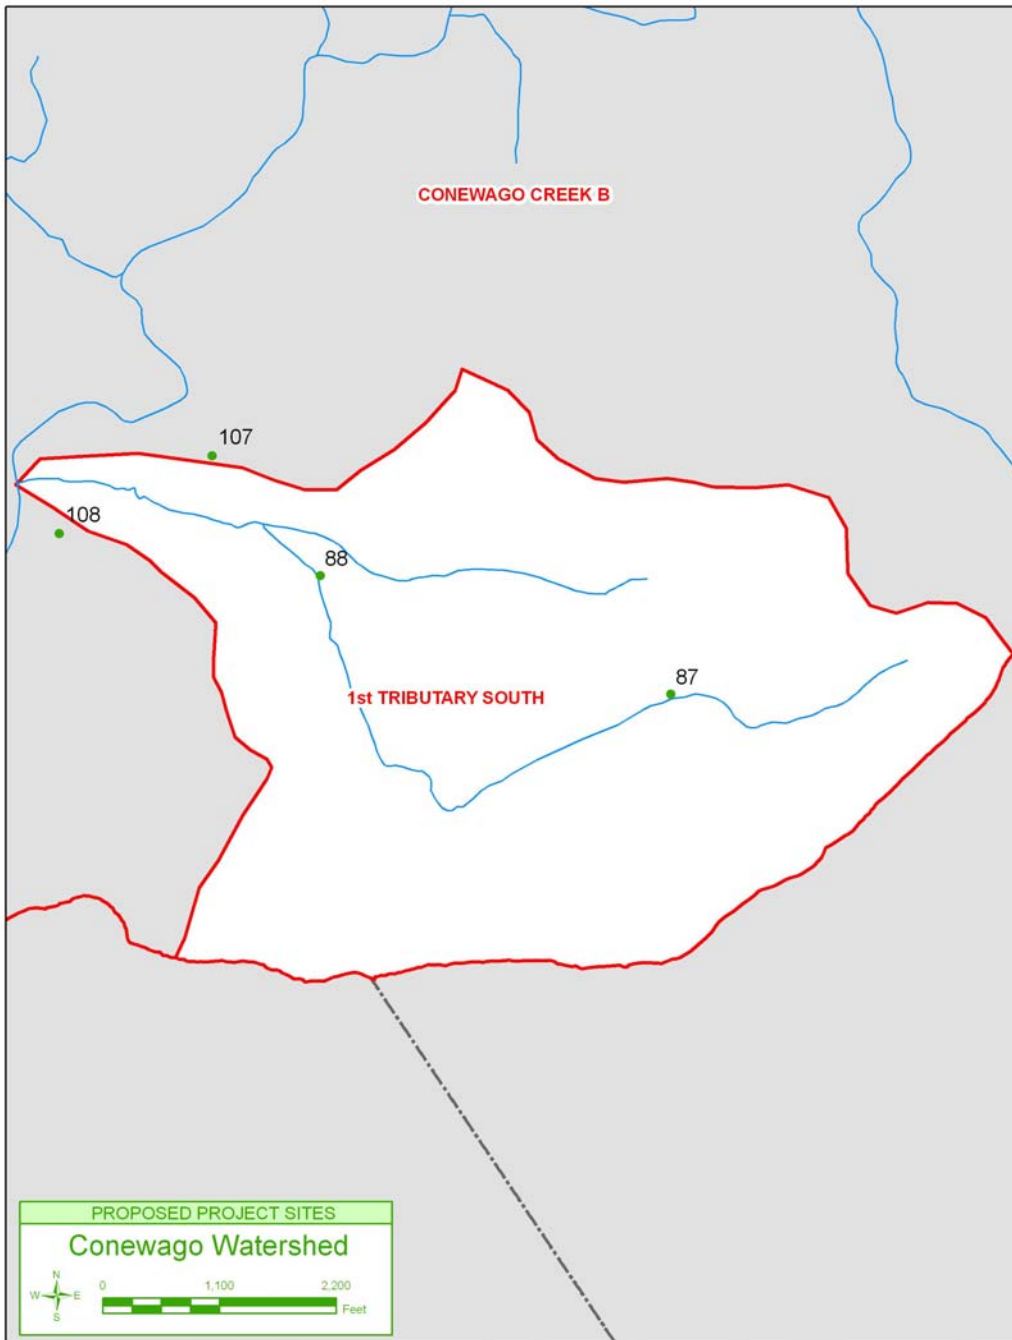 CONEWAGO CREEK B
107
108
88
87
1st TRIBUTARY SOUTH
PROPOSED PROJECT SITES
Conewago Watershed
N
W E
S
0 1,100 2,200
Feet